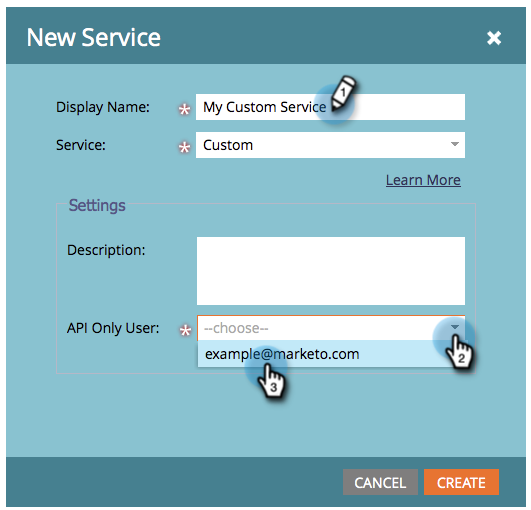 New Service
Display Name: * My Custom Service 1
Service: * Custom
Learn More
Settings
Description:
API Only User: * --choose--
2
example@marketo.com
3
CANCEL CREATE